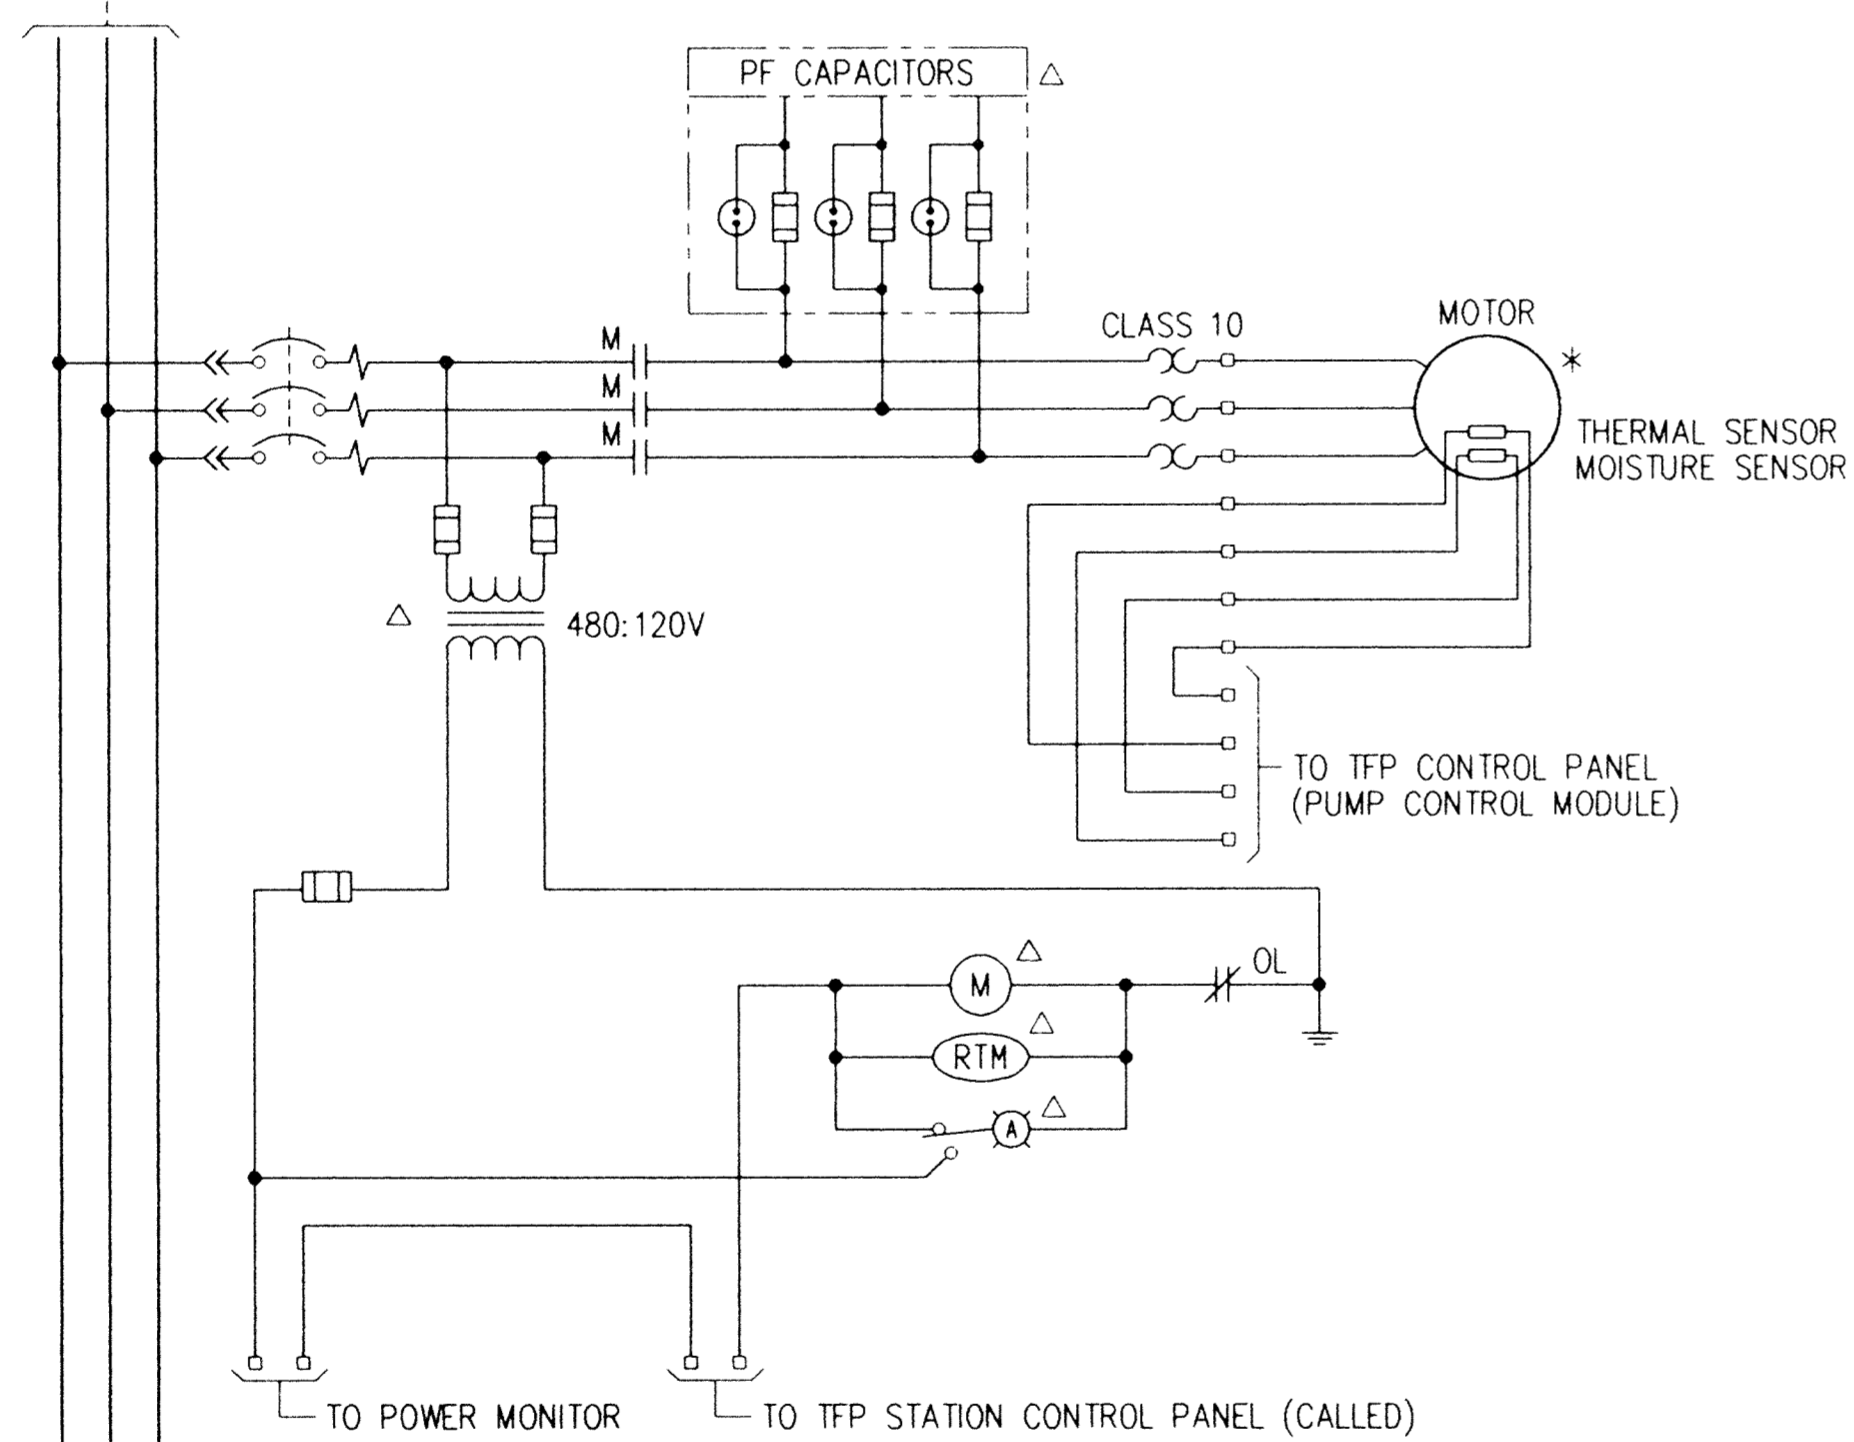 PF CAPACITORS
CLASS 10
MOTOR
*
M
M
M
THERMAL SENSOR
MOISTURE SENSOR
480:120V
TO TFP CONTROL PANEL
(PUMP CONTROL MODULE)
OL
M
RTM
A
TO POWER MONITOR
TO TFP STATION CONTROL PANEL (CALLED)